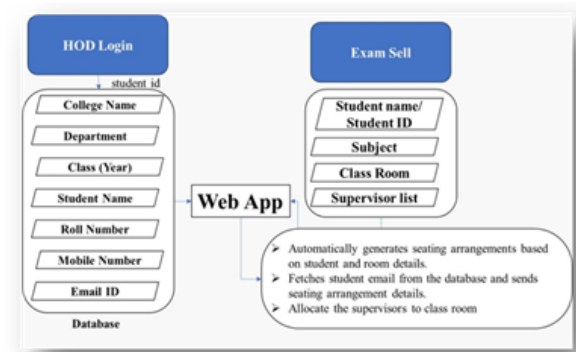 HOD Login
student id
College Name
Department
Class (Year)
Student Name
Roll Number
Mobile Number
Email ID
Database
Web App
Exam Sell
Student name/
Student ID
Subject
Class Room
Supervisor list
➢ Automatically generates seating arrangements based
on student and room details.
➢ Fetches student email from the database and sends
seating arrangement details.
➢ Allocate the supervisors to class room